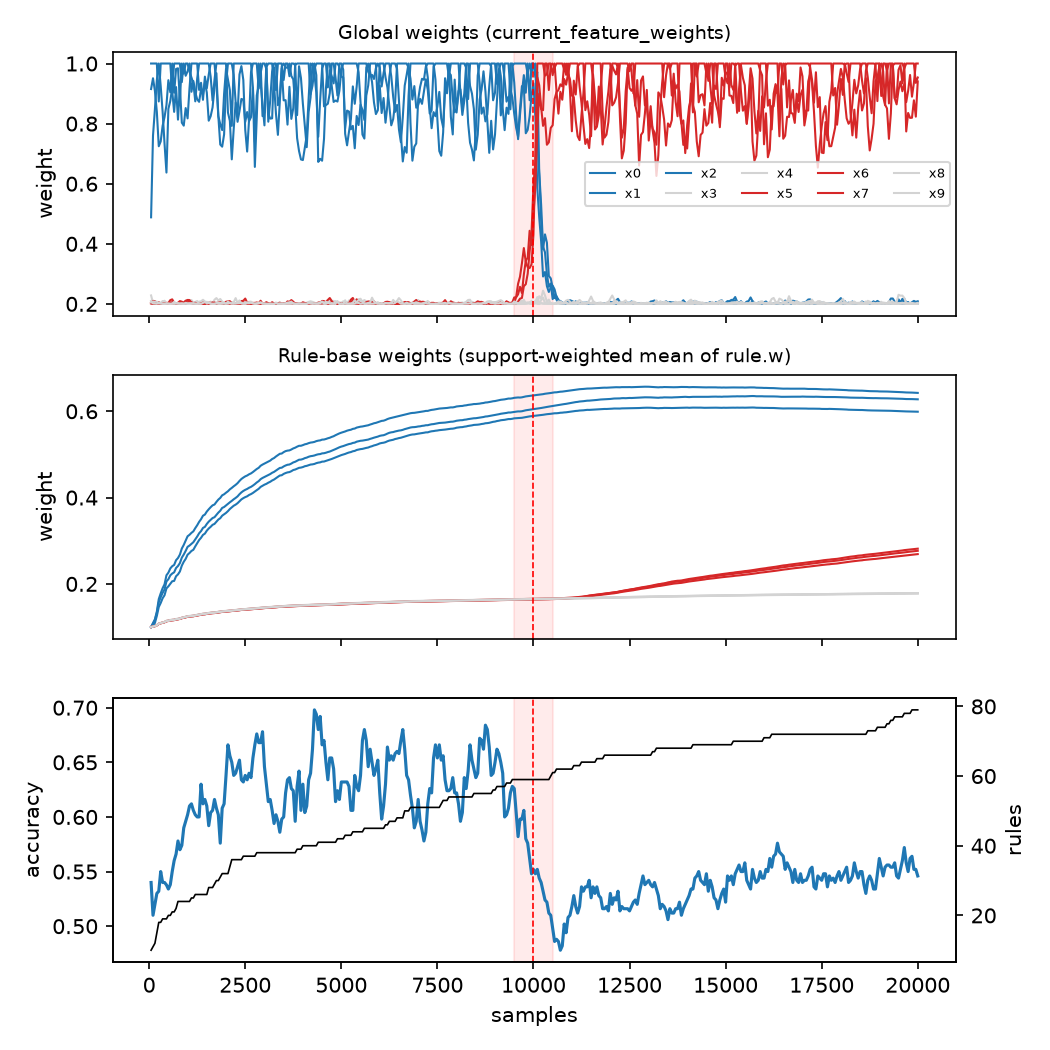 Global weights (current_feature_weights)
weight
1.0
0.8
0.6
0.4
0.2
x0 x2 x4 x6 x8
x1 x3 x5 x7 x9
Rule-base weights (support-weighted mean of rule.w)
weight
0.6
0.4
0.2
accuracy
0.70
0.65
0.60
0.55
0.50
80
60
40
20
rules
0 2500 5000 7500 10000 12500 15000 17500 20000
samples